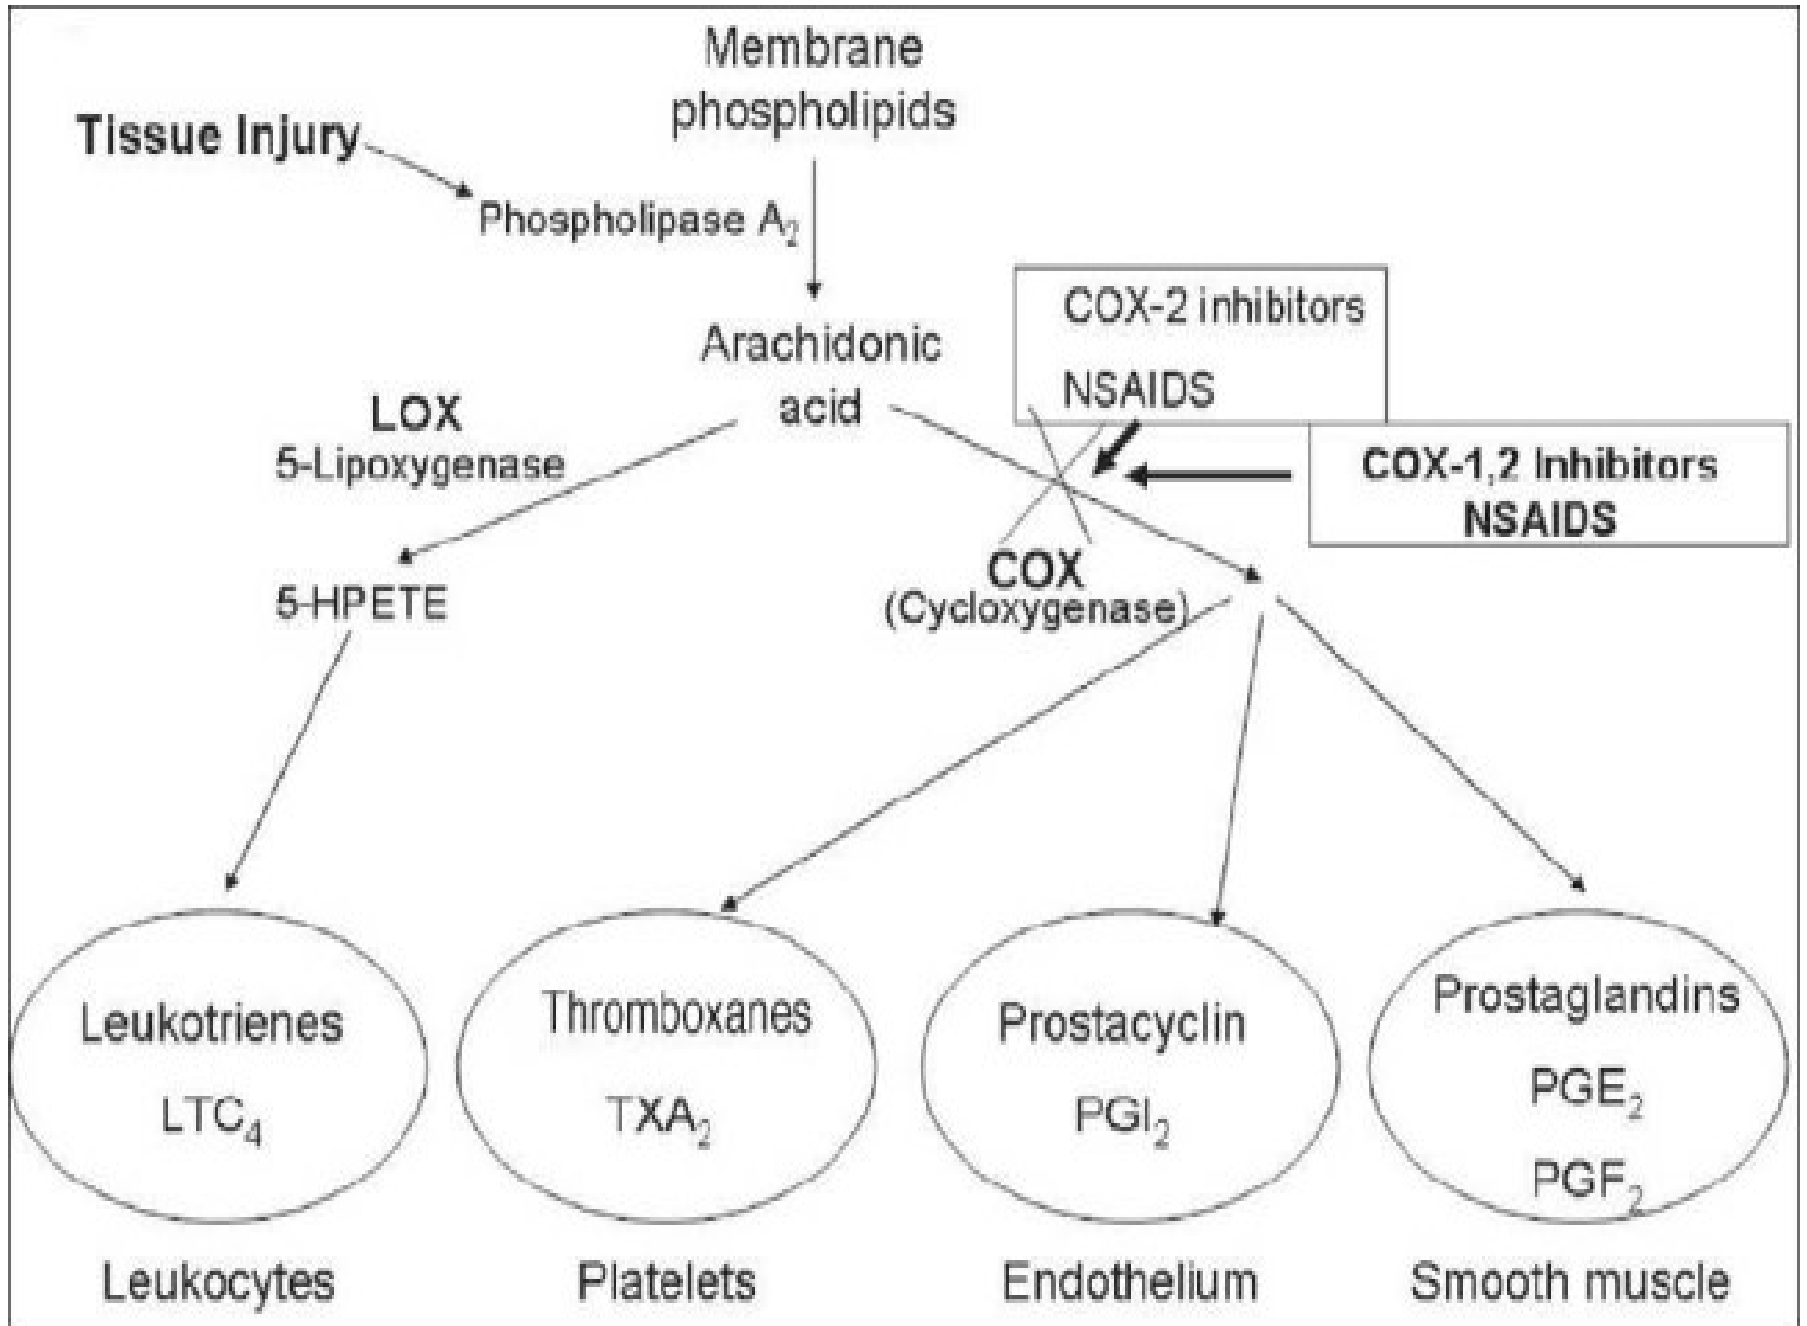 Membrane
phospholipids
Tissue Injury
Phospholipase A₂
Arachidonic
acid
COX-2 inhibitors
NSAIDS
LOX
5-Lipoxygenase
COX-1,2 Inhibitors
NSAIDS
COX
(Cycloxygenase)
5-HPETE
Leukotrienes
LTC₄
Thromboxanes
TXA₂
Prostacyclin
PGI₂
Prostaglandins
PGE₂
PGF₂
Leukocytes
Platelets
Endothelium
Smooth muscle